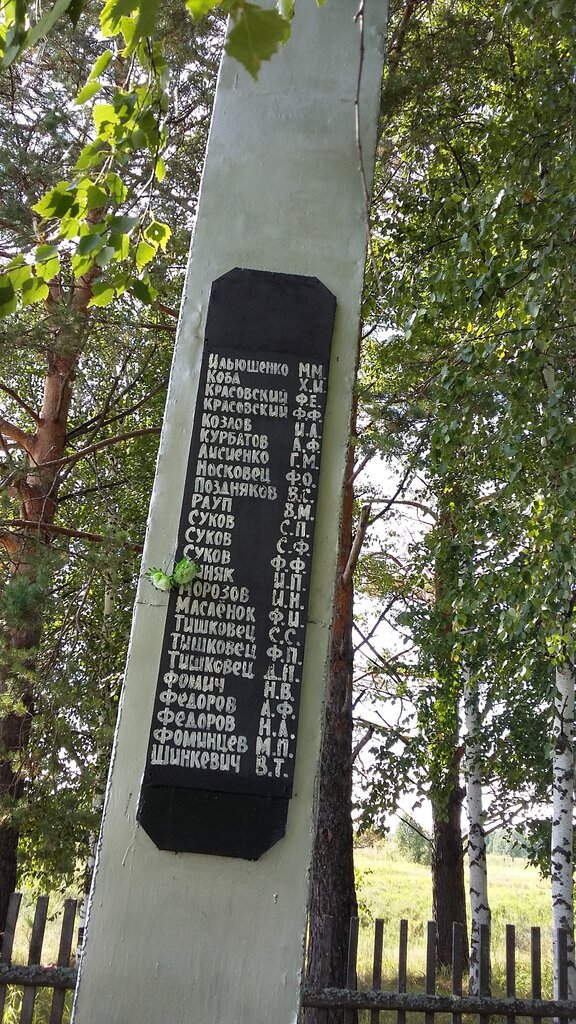 ИЛЬЮШЕНКО М.М.
КОБА Х.И.
КРАСОВСКИЙ Ф.Е.
КРАСОВСКИЙ Ф.Ф.
КОЗЛОВ И.А.
КУРБАТОВ А.Ф.
ЛИСИЕНКО Г.М.
НОСКОВЕЦ Ф.О.
ПОЗДНЯКОВ В.С.
РАУП В.М.
СУКОВ С.П.
СУКОВ С.Ф.
СУКОВ Ф.Ф.
И.П.
МОРОЗОВ И.Н.
МАСЛЕНОК Ф.И.
ТИШКОВЕЦ С.С.
ТИШКОВЕЦ Ф.П.
ТИШКОВЕЦ Д.П.
ФОМИЧ Н.В.
ФЕДОРОВ А.Ф.
ФЕДОРОВ Н.А.
ФОМИНЦЕВ М.П.
ШИНКЕВИЧ В.Т.